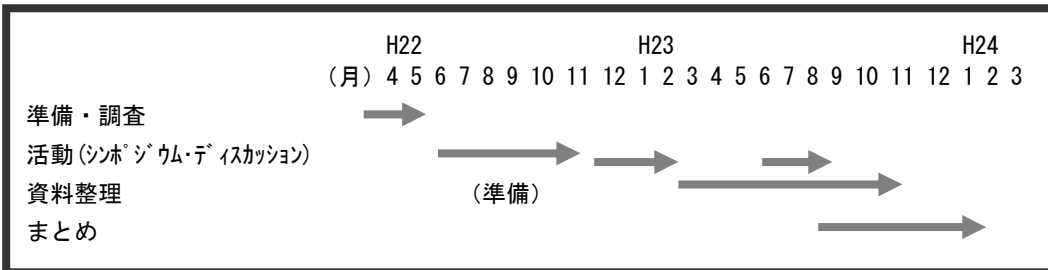 H22 H23 H24
(月) 4 5 6 7 8 9 10 11 12 1 2 3 4 5 6 7 8 9 10 11 12 1 2 3
準備・調査
活動(ｼﾝﾎﾟｼﾞｳﾑ･ﾃﾞｨｽｶｯｼｮﾝ)
資料整理 (準備)
まとめ